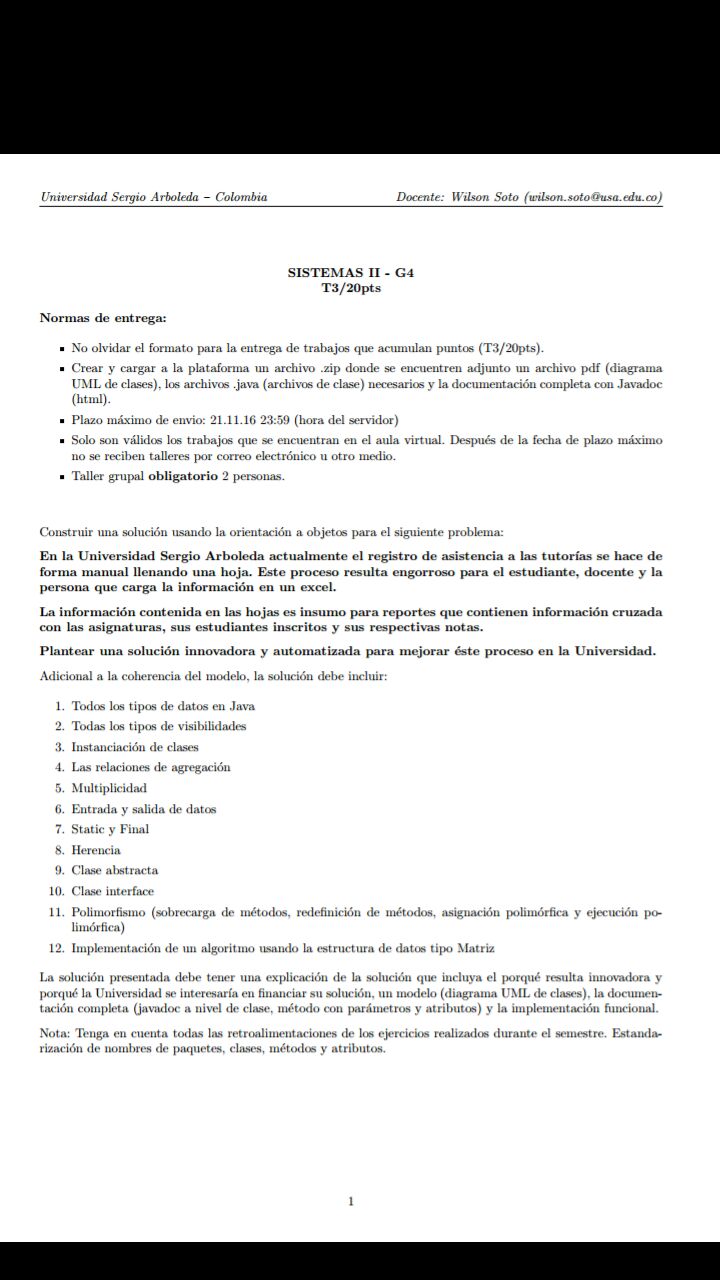 Universidad Sergio Arboleda – Colombia
Docente: Wilson Soto (wilson.soto@usa.edu.co)
SISTEMAS II - G4
T3/20pts
Normas de entrega:
▪ No olvidar el formato para la entrega de trabajos que acumulan puntos (T3/20pts).
▪ Crear y cargar a la plataforma un archivo .zip donde se encuentren adjunto un archivo pdf (diagrama
UML de clases), los archivos .java (archivos de clase) necesarios y la documentación completa con Javadoc
(html).
▪ Plazo máximo de envio: 21.11.16 23:59 (hora del servidor)
▪ Solo son válidos los trabajos que se encuentran en el aula virtual. Después de la fecha de plazo máximo
no se reciben talleres por correo electrónico u otro medio.
▪ Taller grupal obligatorio 2 personas.
Construir una solución usando la orientación a objetos para el siguiente problema:
En la Universidad Sergio Arboleda actualmente el registro de asistencia a las tutorías se hace de
forma manual llenando una hoja. Este proceso resulta engorroso para el estudiante, docente y la
persona que carga la información en un excel.
La información contenida en las hojas es insumo para reportes que contienen información cruzada
con las asignaturas, sus estudiantes inscritos y sus respectivas notas.
Plantear una solución innovadora y automatizada para mejorar éste proceso en la Universidad.
Adicional a la coherencia del modelo, la solución debe incluir:
1. Todos los tipos de datos en Java
2. Todas los tipos de visibilidades
3. Instanciación de clases
4. Las relaciones de agregación
5. Multiplicidad
6. Entrada y salida de datos
7. Static y Final
8. Herencia
9. Clase abstracta
10. Clase interface
11. Polimorfismo (sobrecarga de métodos, redefinición de métodos, asignación polimórfica y ejecución po-
limórfica)
12. Implementación de un algoritmo usando la estructura de datos tipo Matriz
La solución presentada debe tener una explicación de la solución que incluya el porqué resulta innovadora y
porqué la Universidad se interesaría en financiar su solución, un modelo (diagrama UML de clases), la documen-
tación completa (javadoc a nivel de clase, método con parámetros y atributos) y la implementación funcional.
Nota: Tenga en cuenta todas las retroalimentaciones de los ejercicios realizados durante el semestre. Estanda-
rización de nombres de paquetes, clases, métodos y atributos.
1